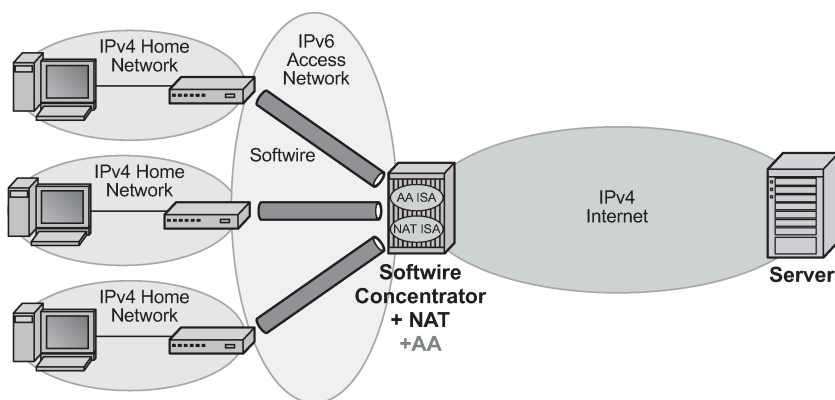 IPv4 Home
Network
IPv6
Access
Network
Softwire
IPv4 Home
Network
IPv4 Home
Network
AA ISA
NAT ISA
Softwire
Concentrator
+ NAT
+AA
IPv4
Internet
Server